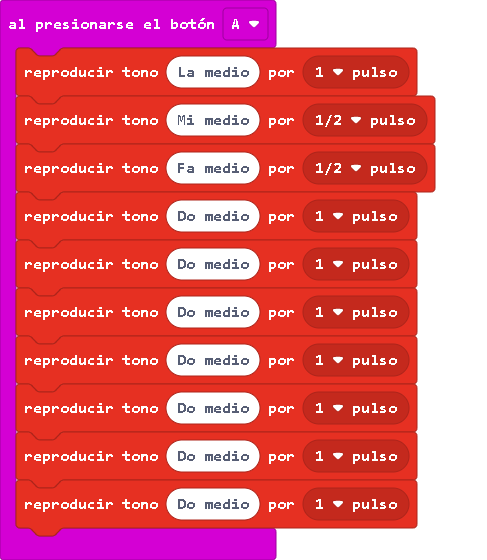 al presionarse el botón A
reproducir tono La medio por 1 pulso
reproducir tono Mi medio por 1/2 pulso
reproducir tono Fa medio por 1/2 pulso
reproducir tono Do medio por 1 pulso
reproducir tono Do medio por 1 pulso
reproducir tono Do medio por 1 pulso
reproducir tono Do medio por 1 pulso
reproducir tono Do medio por 1 pulso
reproducir tono Do medio por 1 pulso
reproducir tono Do medio por 1 pulso